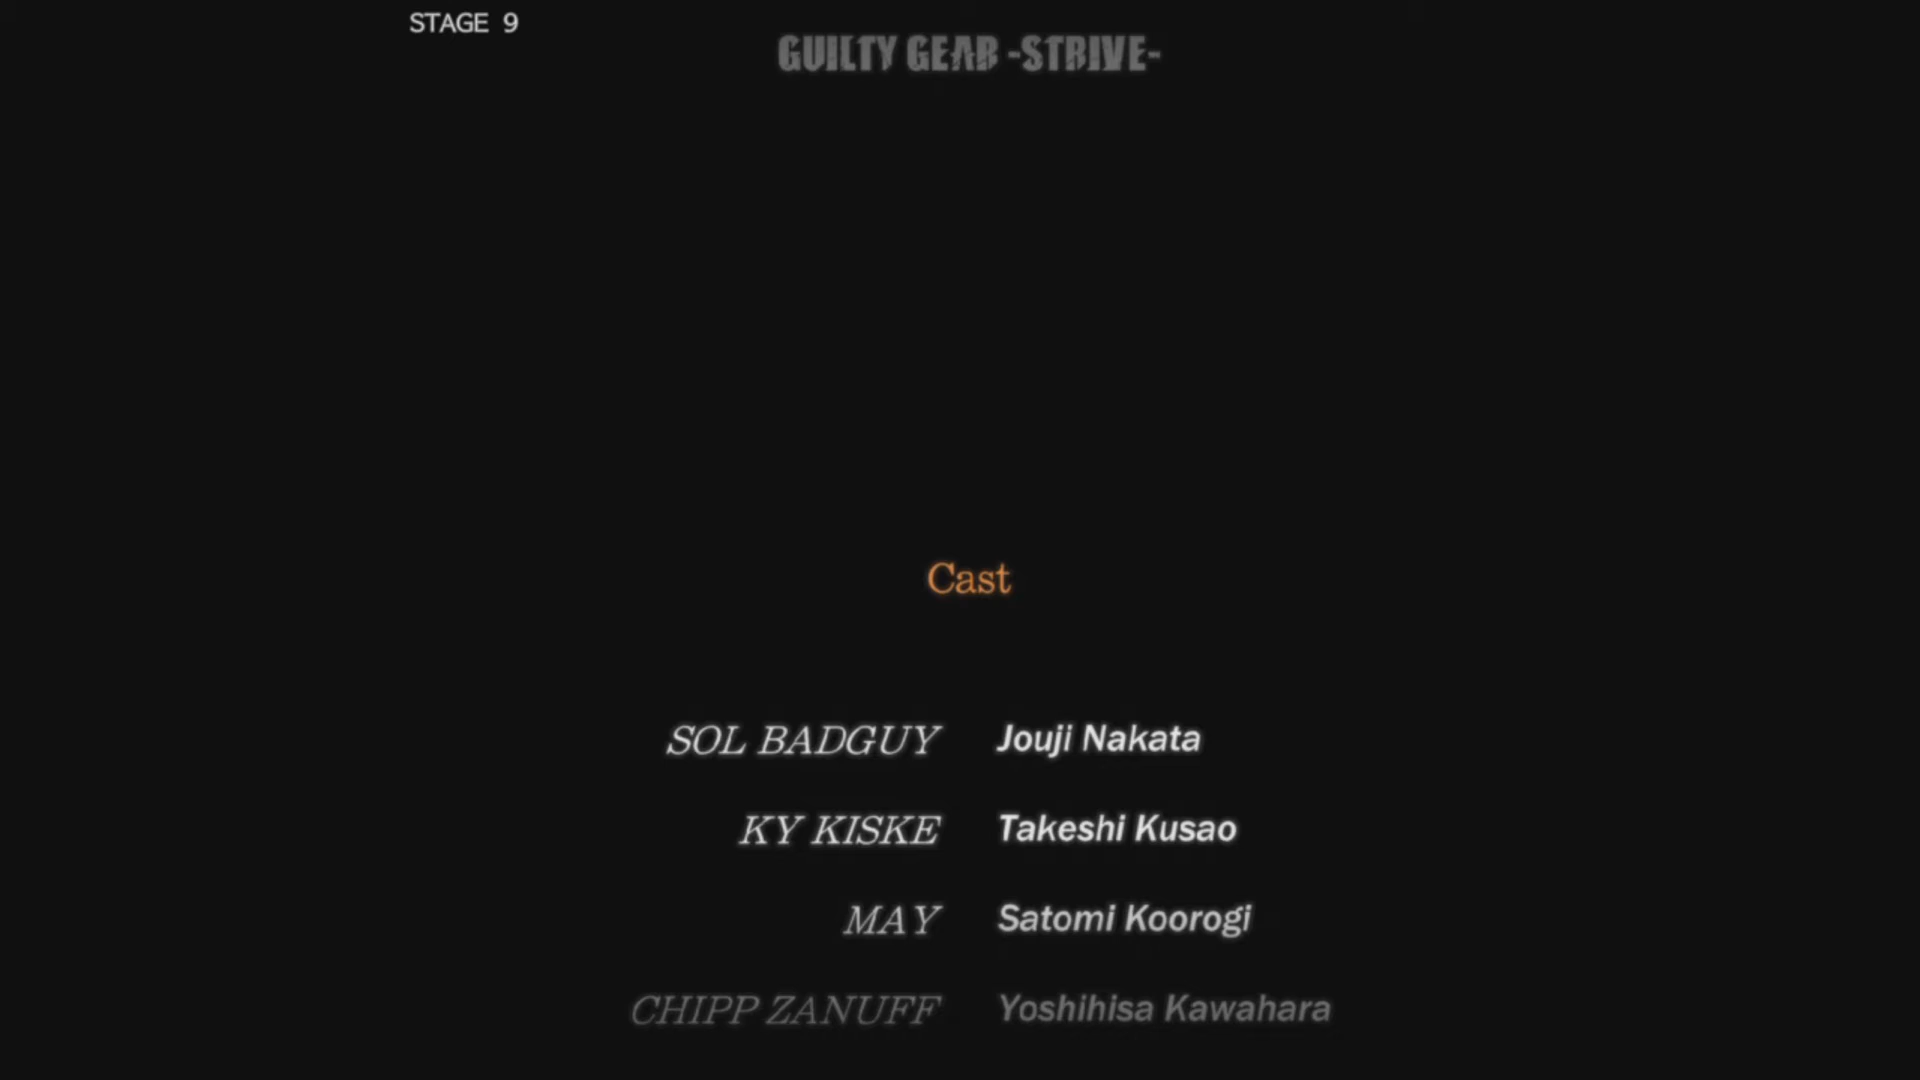 STAGE 9
GUILTY GEAR -STRIVE-
Cast
SOL BADGUY Jouji Nakata
KY KISKE Takeshi Kusao
MAY Satomi Koorogi
CHIPP ZANUFF Yoshihisa Kawahara